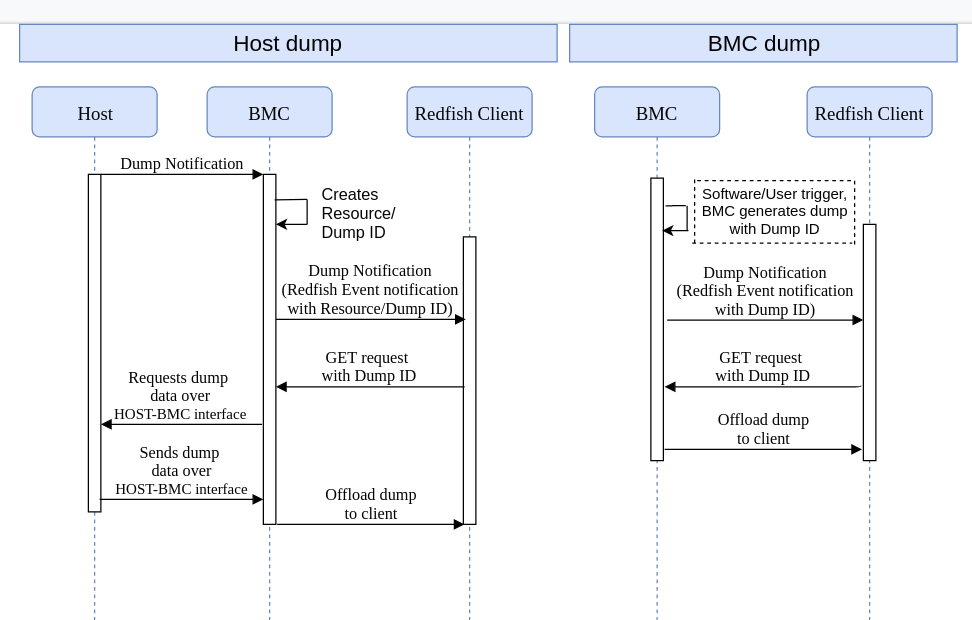 Host dump
BMC dump
Host
BMC
Redfish Client
BMC
Redfish Client
Dump Notification
Creates
Resource/
Dump ID
Dump Notification
(Redfish Event notification
with Resource/Dump ID)
GET request
with Dump ID
Requests dump
data over
HOST-BMC interface
Sends dump
data over
HOST-BMC interface
Offload dump
to client
Software/User trigger,
BMC generates dump
with Dump ID
Dump Notification
(Redfish Event notification
with Dump ID)
GET request
with Dump ID
Offload dump
to client